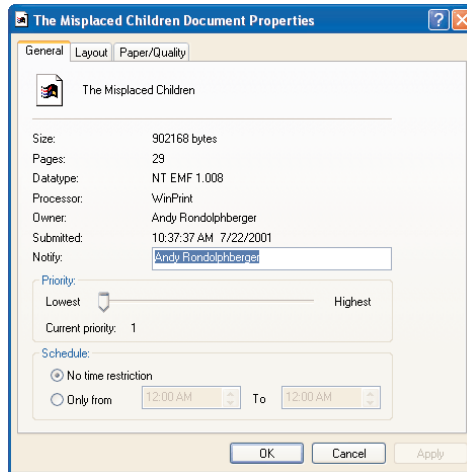 The Misplaced Children Document Properties
General Layout Paper/Quality
The Misplaced Children
Size: 902168 bytes
Pages: 29
Datatype: NT EMF 1.008
Processor: WinPrint
Owner: Andy Rondolphberger
Submitted: 10:37:37 AM 7/22/2001
Notify: Andy Rondolphberger
Priority:
Lowest Highest
Current priority: 1
Schedule:
No time restriction
Only from 12:00 AM To 12:00 AM
OK Cancel Apply